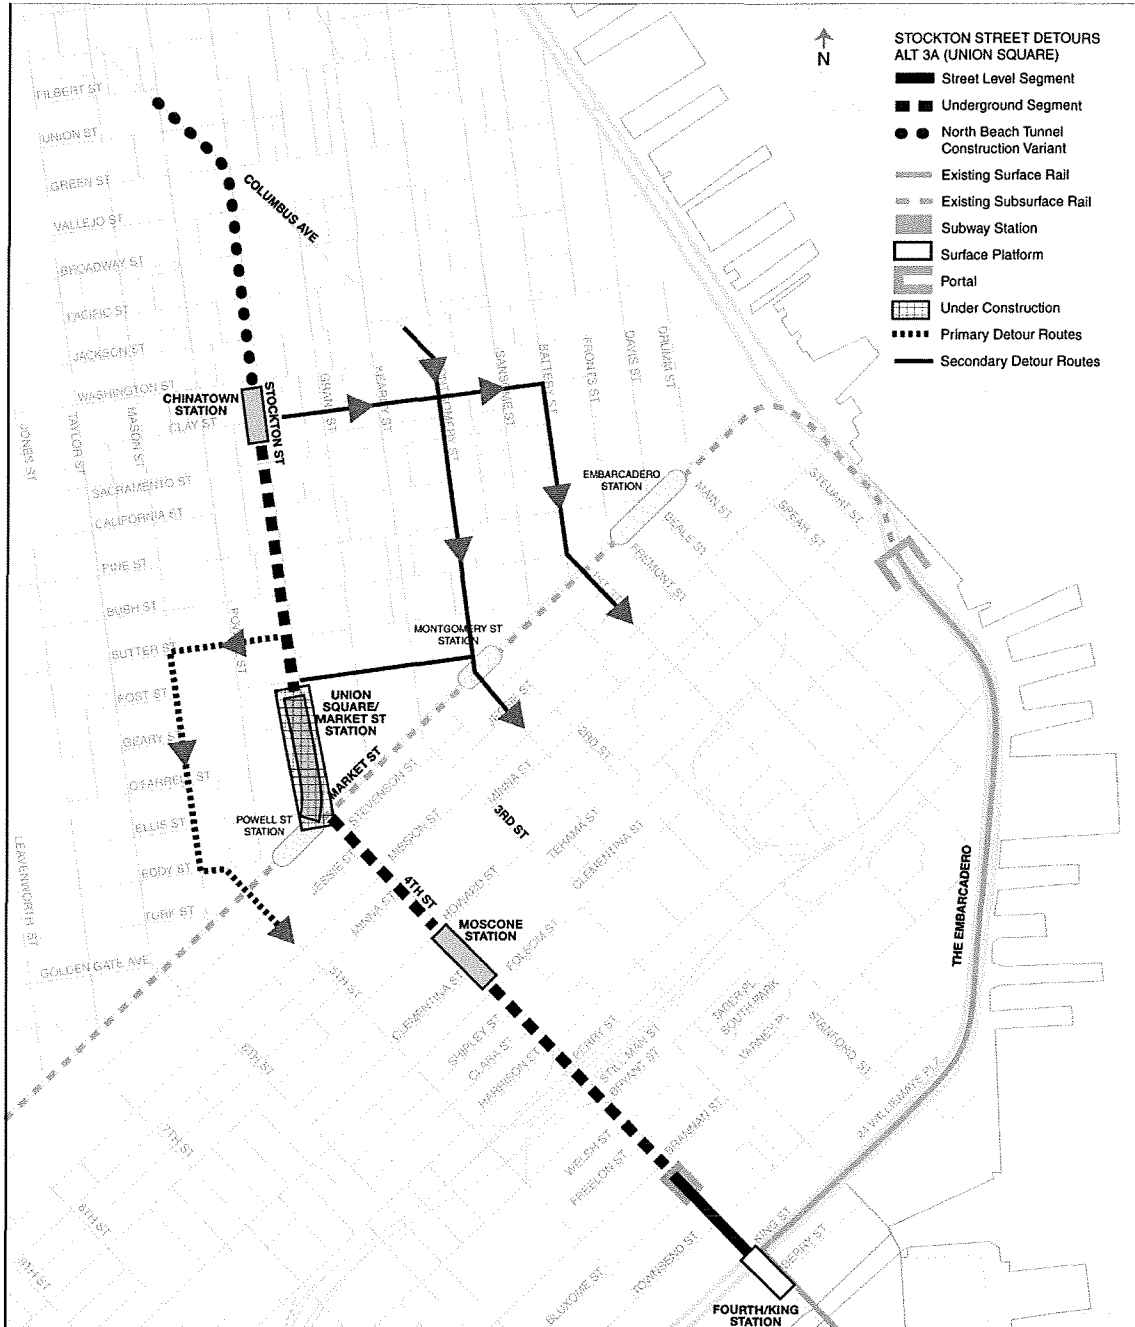 STOCKTON STREET DETOURS
ALT 3A (UNION SQUARE)
N
Street Level Segment
Underground Segment
North Beach Tunnel
Construction Variant
Existing Surface Rail
Existing Subsurface Rail
Subway Station
Surface Platform
Portal
Under Construction
Primary Detour Routes
Secondary Detour Routes
FILBERT ST
UNION ST
GREEN ST
VALLEJO ST
BROADWAY ST
PACIFIC ST
JACKSON ST
WASHINGTON ST
CLAY ST
SACRAMENTO ST
CALIFORNIA ST
PINE ST
BUSH ST
SUTTER ST
POST ST
GEARY ST
O'FARRELL ST
ELLIS ST
EDDY ST
TURK ST
GOLDEN GATE AVE
COLUMBUS AVE
CHINATOWN
STATION
STOCKTON ST
JONES ST
TAYLOR ST
MASON ST
LEAVENWORTH ST
GRANT ST
KEARNY ST
SANSOME ST
BATTERY ST
FRONTS ST
DAVIS ST
DRUMM ST
EMBARCADERO
STATION
MAIN ST
BEALE ST
FREMONT ST
SPEAR ST
STEUART ST
MONTGOMERY ST
STATION
UNION
SQUARE/
MARKET ST
STATION
MARKET ST
POWELL ST
STATION
STEVENSON ST
JESSIE ST
JESSIE ST
MISSION ST
MINNA ST
MINNA ST
2RD ST
3RD ST
4TH ST
HOWARD ST
TEHAMA ST
CLEMENTINA ST
MOSCONE
STATION
FOLSOM ST
CLEMENTINA ST
SHIPLEY ST
CLARA ST
HARRISON ST
PERRY ST
STILLMAN ST
BRYANT ST
TABER PL
SOUTH PARK
VARNEY PL
STANFORD ST
BRANNAN ST
WELSH ST
FREELON ST
5TH ST
6TH ST
7TH ST
8TH ST
9TH ST
THE EMBARCADERO
24 WILLIE MAYS PLZ
KING ST
BERRY ST
TOWNSEND ST
BLUXOME ST
FOURTH/KING
STATION